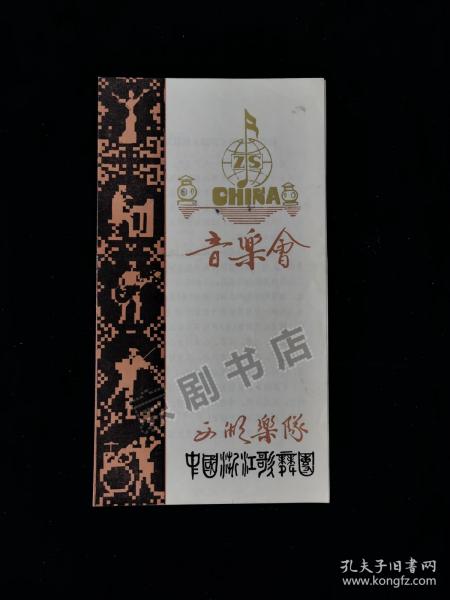 ZS
CHINA
音樂會
京剧书店
西湖樂隊
中國浙江歌舞團
孔夫子旧书网
www.kongfz.com